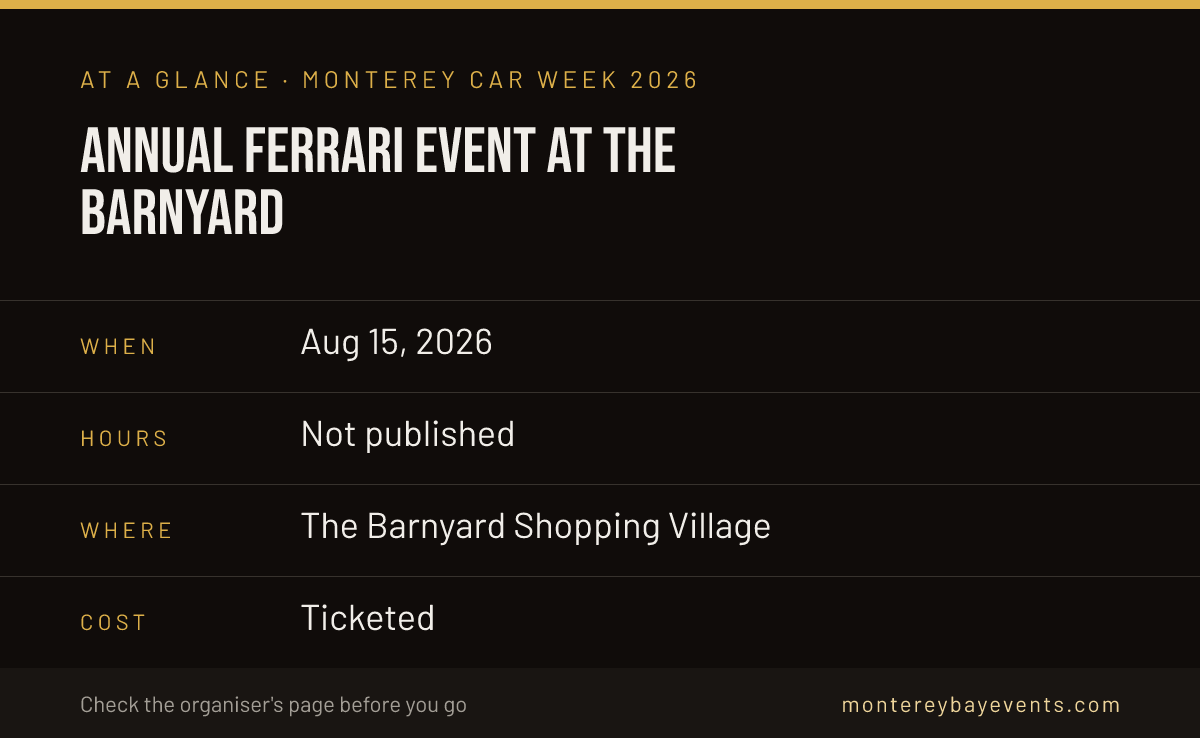 AT A GLANCE · MONTEREY CAR WEEK 2026
ANNUAL FERRARI EVENT AT THE
BARNYARD
WHEN Aug 15, 2026
HOURS Not published
WHERE The Barnyard Shopping Village
COST Ticketed
Check the organiser's page before you go montereybayevents.com